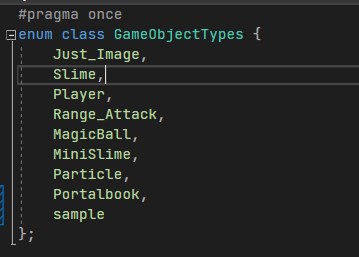 #pragma once
enum class GameObjectTypes {
    Just_Image,
    Slime,
    Player,
    Range_Attack,
    MagicBall,
    MiniSlime,
    Particle,
    Portalbook,
    sample
};